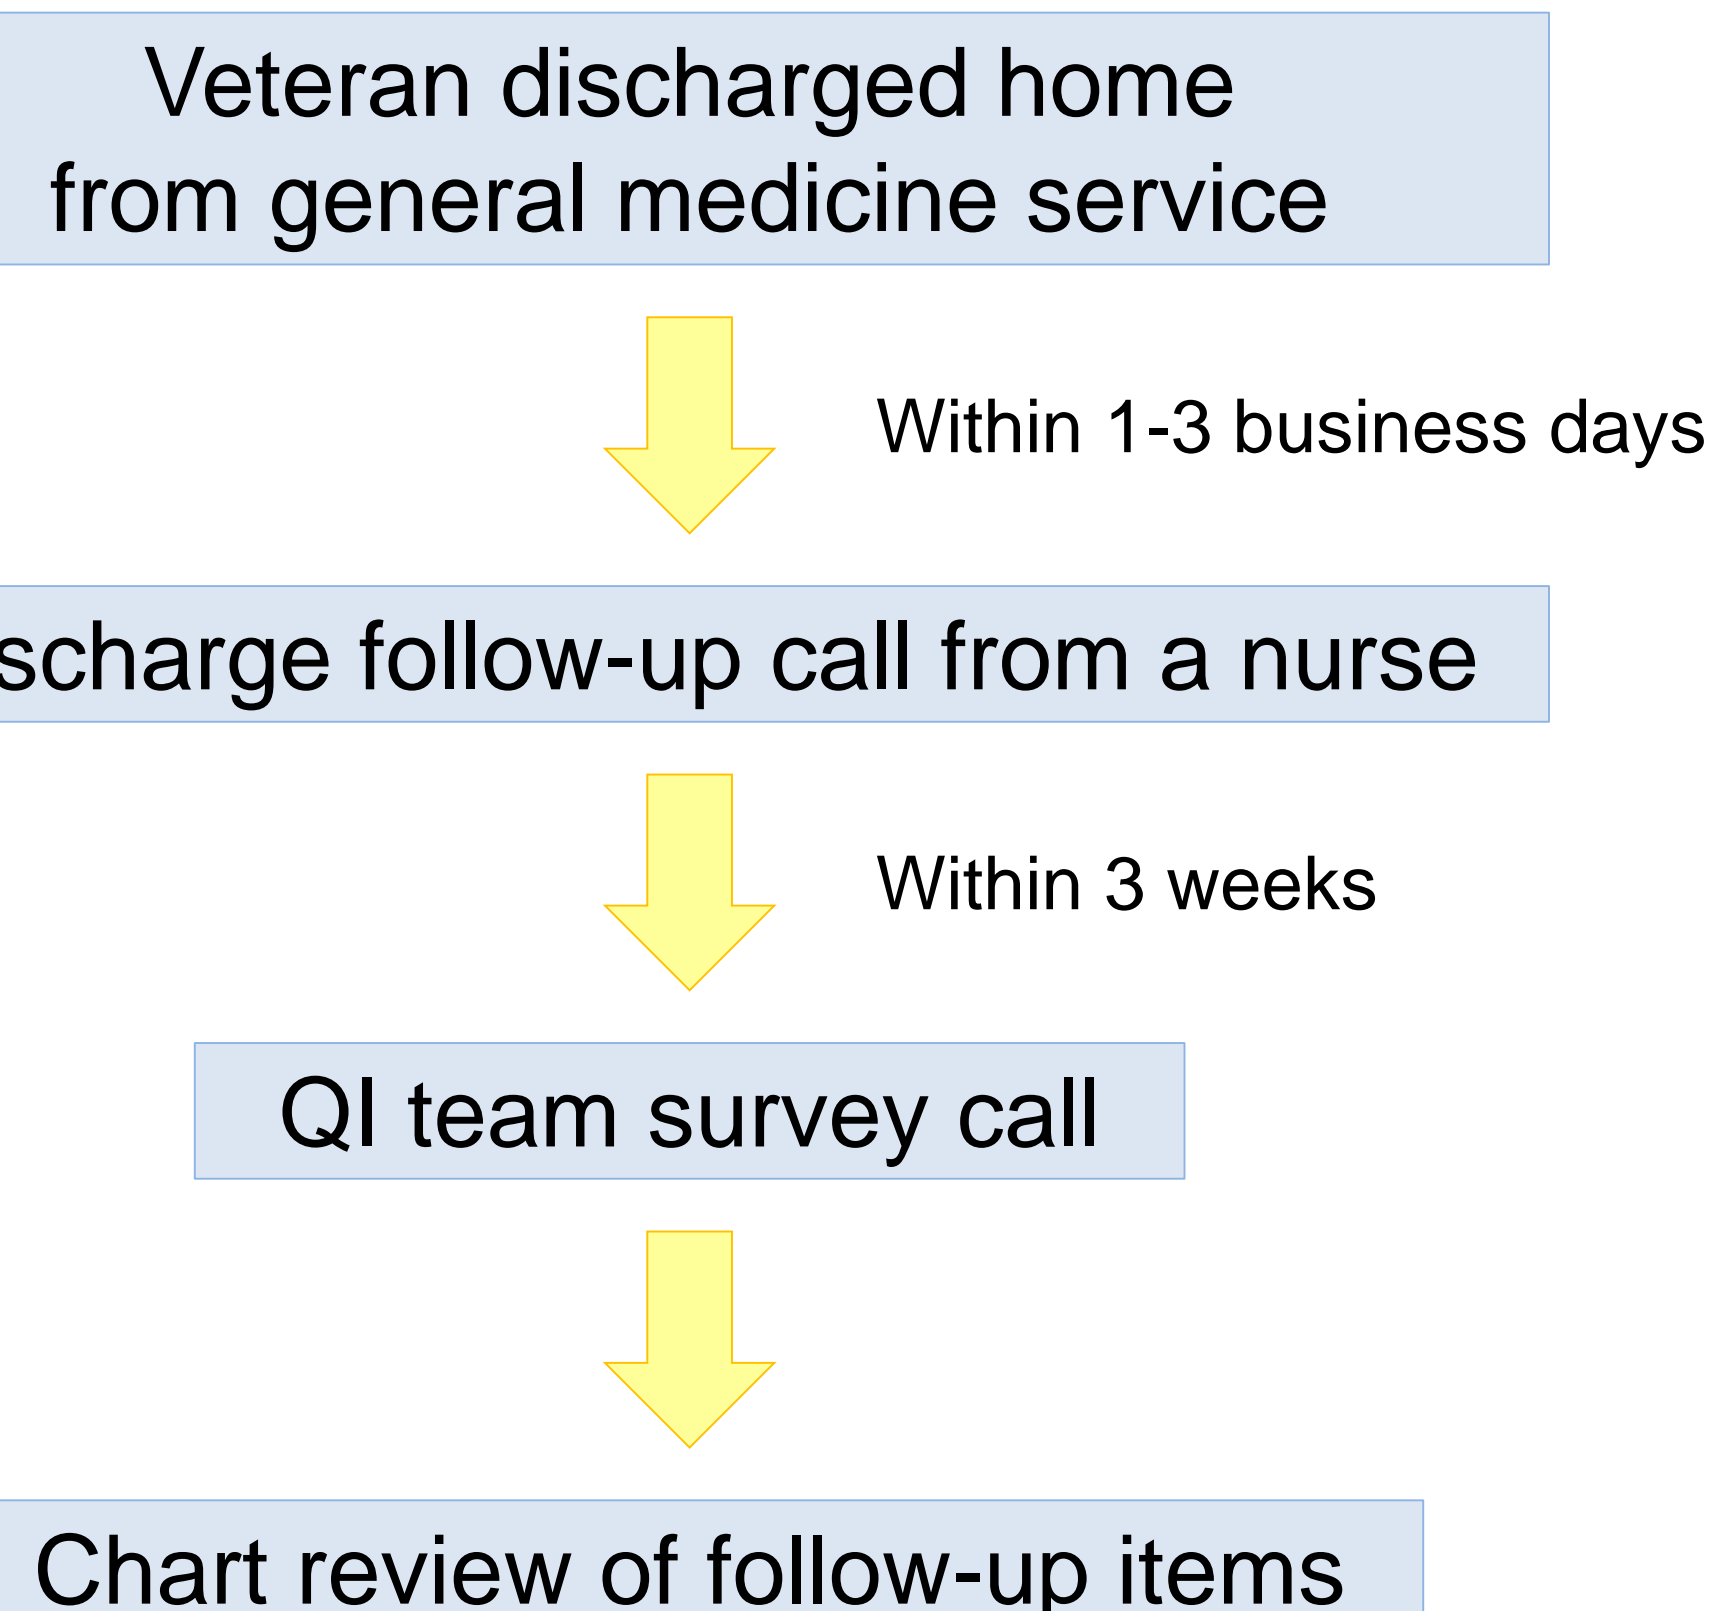 Veteran discharged home
from general medicine service
Within 1-3 business days
scharge follow-up call from a nurse
Within 3 weeks
QI team survey call
Chart review of follow-up items